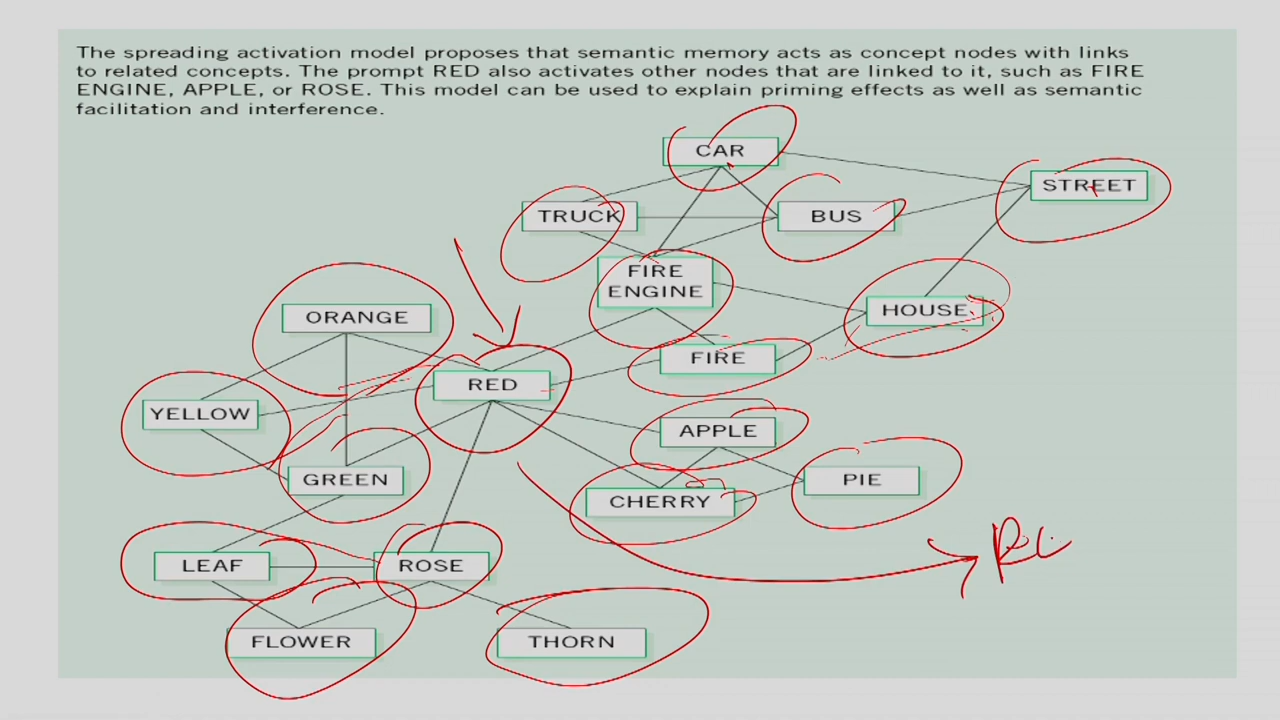 The spreading activation model proposes that semantic memory acts as concept nodes with links
to related concepts. The prompt RED also activates other nodes that are linked to it, such as FIRE
ENGINE, APPLE, or ROSE. This model can be used to explain priming effects as well as semantic
facilitation and interference.
CAR
STREET
TRUCK
BUS
FIRE
ENGINE
ORANGE
HOUSE
FIRE
RED
YELLOW
APPLE
GREEN
PIE
CHERRY
LEAF
ROSE
FLOWER
THORN